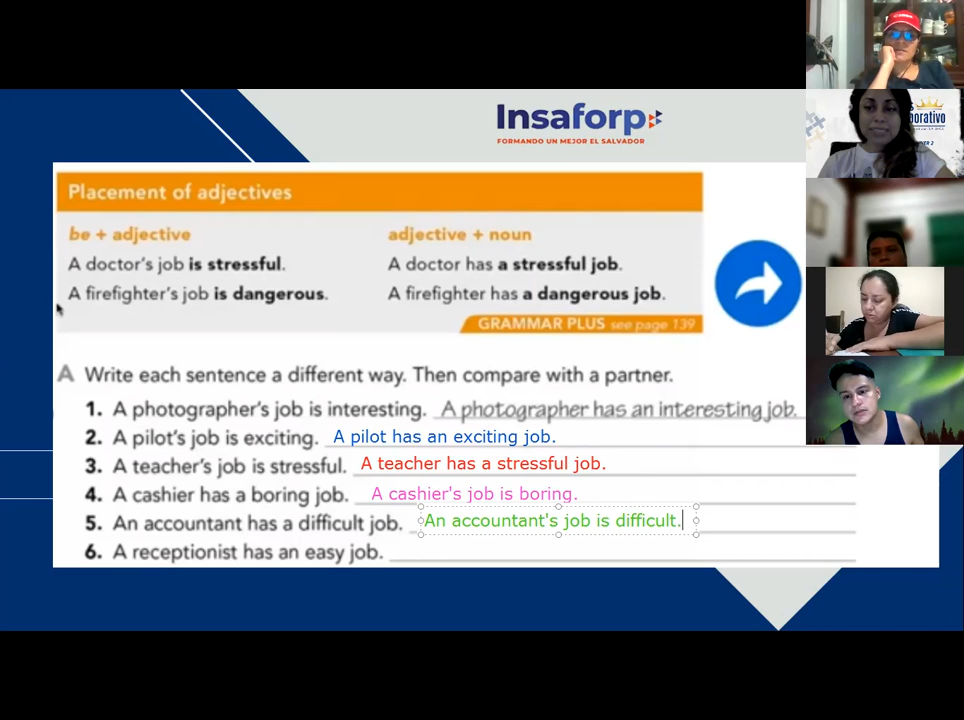 Insaforp
FORMANDO UN MEJOR EL SALVADOR
Placement of adjectives
be + adjective
A doctor's job is stressful.
A firefighter's job is dangerous.
adjective + noun
A doctor has a stressful job.
A firefighter has a dangerous job.
GRAMMAR PLUS see page 139
A Write each sentence a different way. Then compare with a partner.
1. A photographer's job is interesting. A photographer has an interesting job.
2. A pilot's job is exciting. A pilot has an exciting job.
3. A teacher's job is stressful. A teacher has a stressful job.
4. A cashier has a boring job. A cashier's job is boring.
5. An accountant has a difficult job. An accountant's job is difficult.
6. A receptionist has an easy job.
orativo